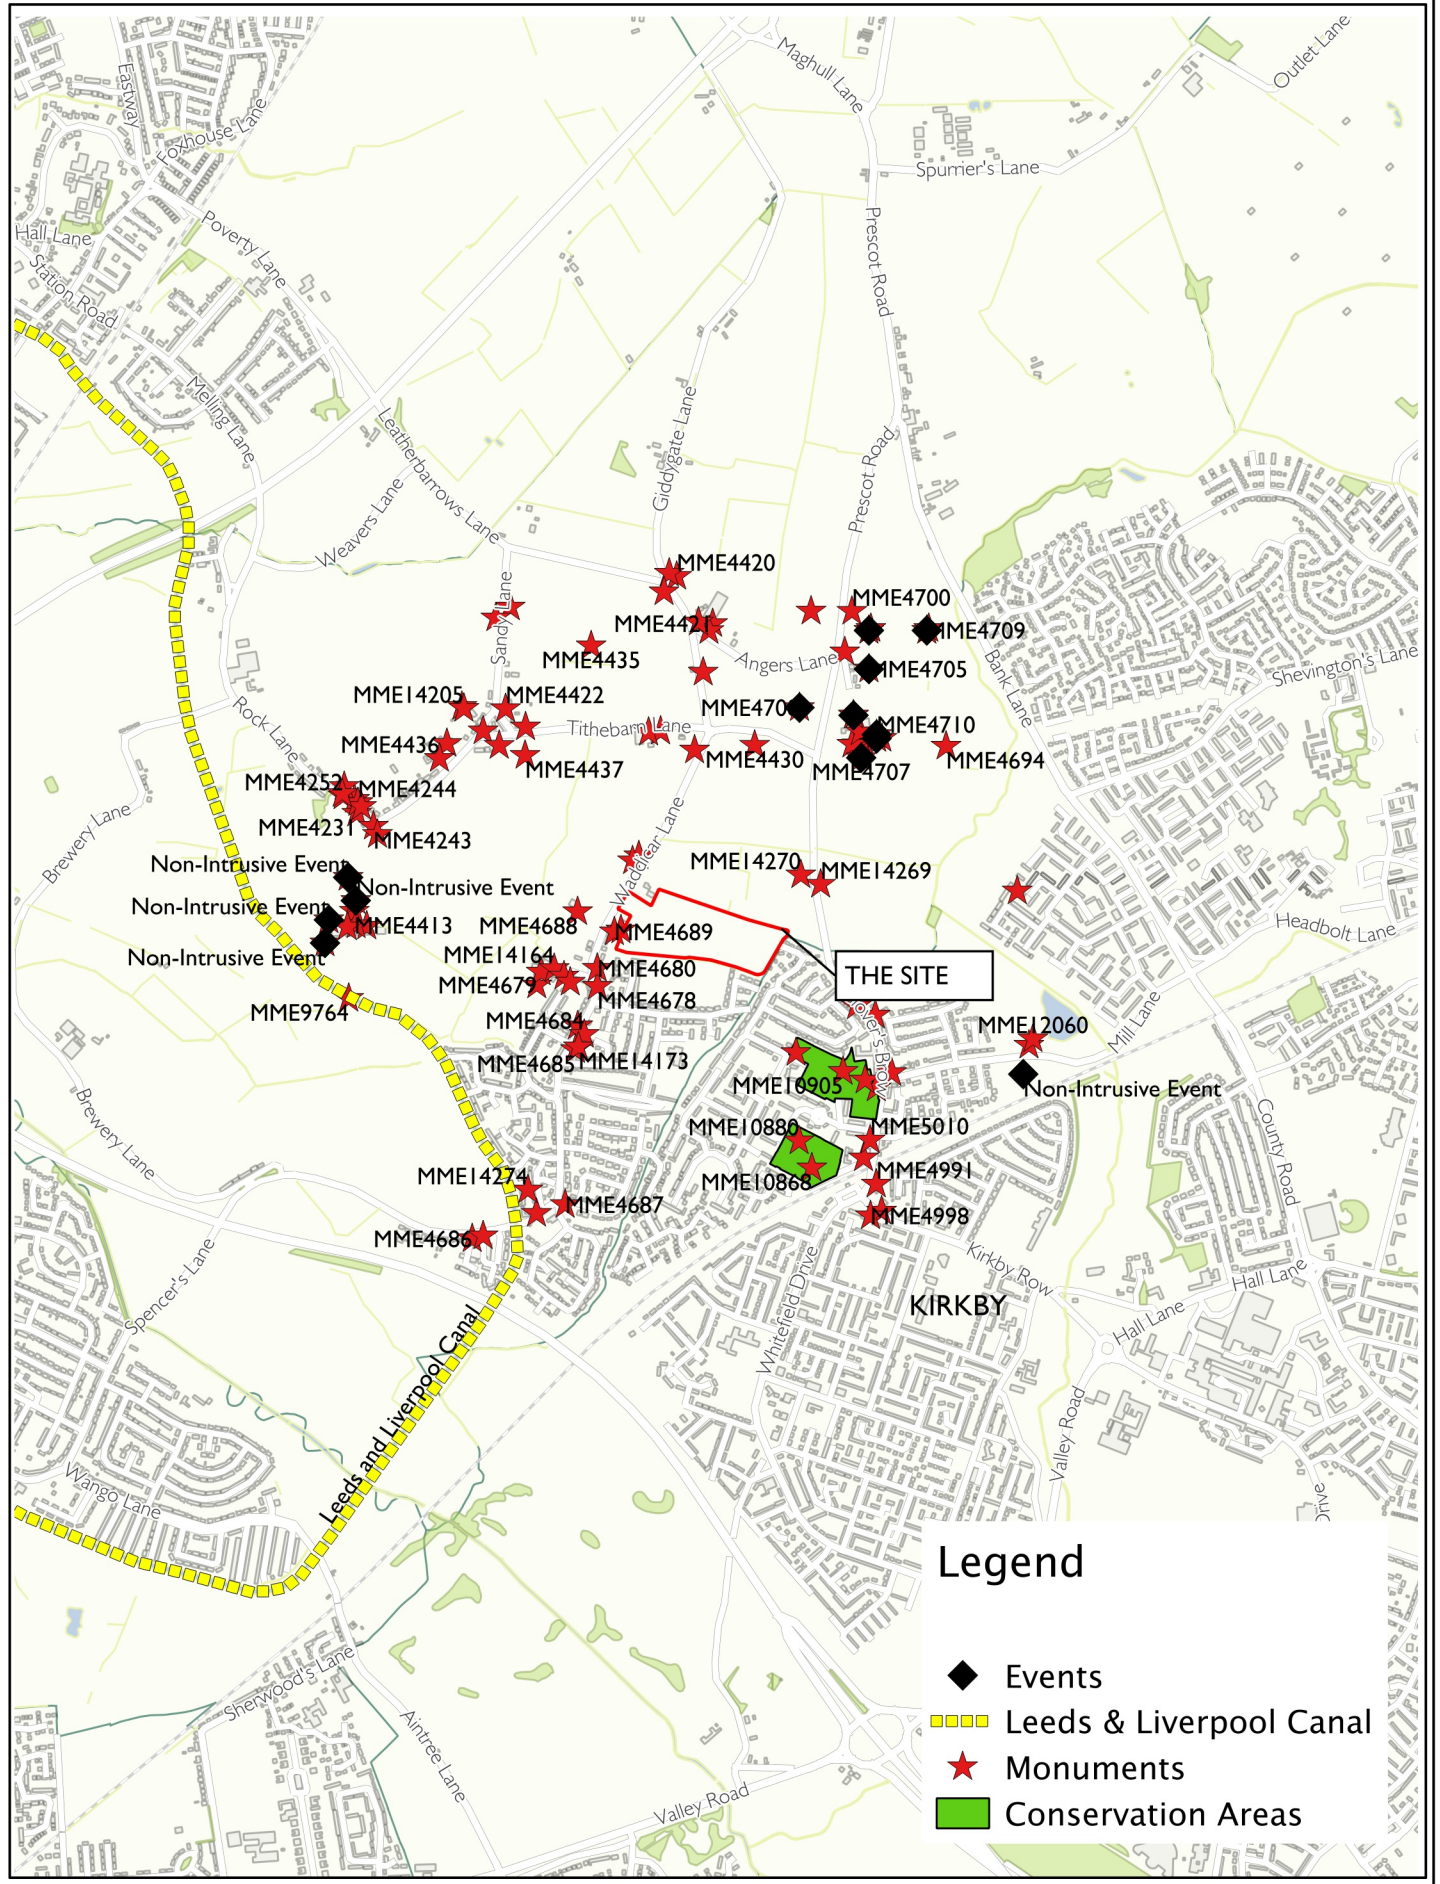 Maghull Lane
Outlet Lane
Eastway
Foxhouse Lane
Spurrier's Lane
Hall Lane
Poverty Lane
Prescot Road
Station Road
Melling Lane
Leatherbarrows Lane
Giddygate Lane
Prescot Road
Weavers Lane
MME4420
Sandy Lane
MME4700
MME4421
MME4709
MME4435
Angers Lane
MME4705
Bank Lane
Shevington's Lane
MME14205
MME4422
MME470
Rock Lane
Tithebarn Lane
MME4710
MME4436
MME4437
MME4430
MME4707
MME4694
MME4252
MME4244
MME4231
MME4243
Brewery Lane
Waddicar Lane
Non-Intrusive Event
MME14270
MME14269
Non-Intrusive Event
Non-Intrusive Event
MME4413
MME4688
MME4689
Headbolt Lane
Non-Intrusive Event
MME14164
MME4680
THE SITE
MME4679
MME4678
MME9764
MME4684
MME12060
Mill Lane
MME4685
MME14173
MME10905
Brow
Non-Intrusive Event
Brewery Lane
MME10880
MME5010
County Road
MME14274
MME10868
MME4991
MME4687
MME4998
MME4686
Spencer's Lane
Kirkby Row
Hall Lane
Whitefield Drive
KIRKBY
Hall Lane
Leeds and Liverpool Canal
Valley Road
Wango Lane
Drive
Legend
Events
Leeds & Liverpool Canal
Monuments
Conservation Areas
Sherwood's Lane
Aintree Lane
Valley Road